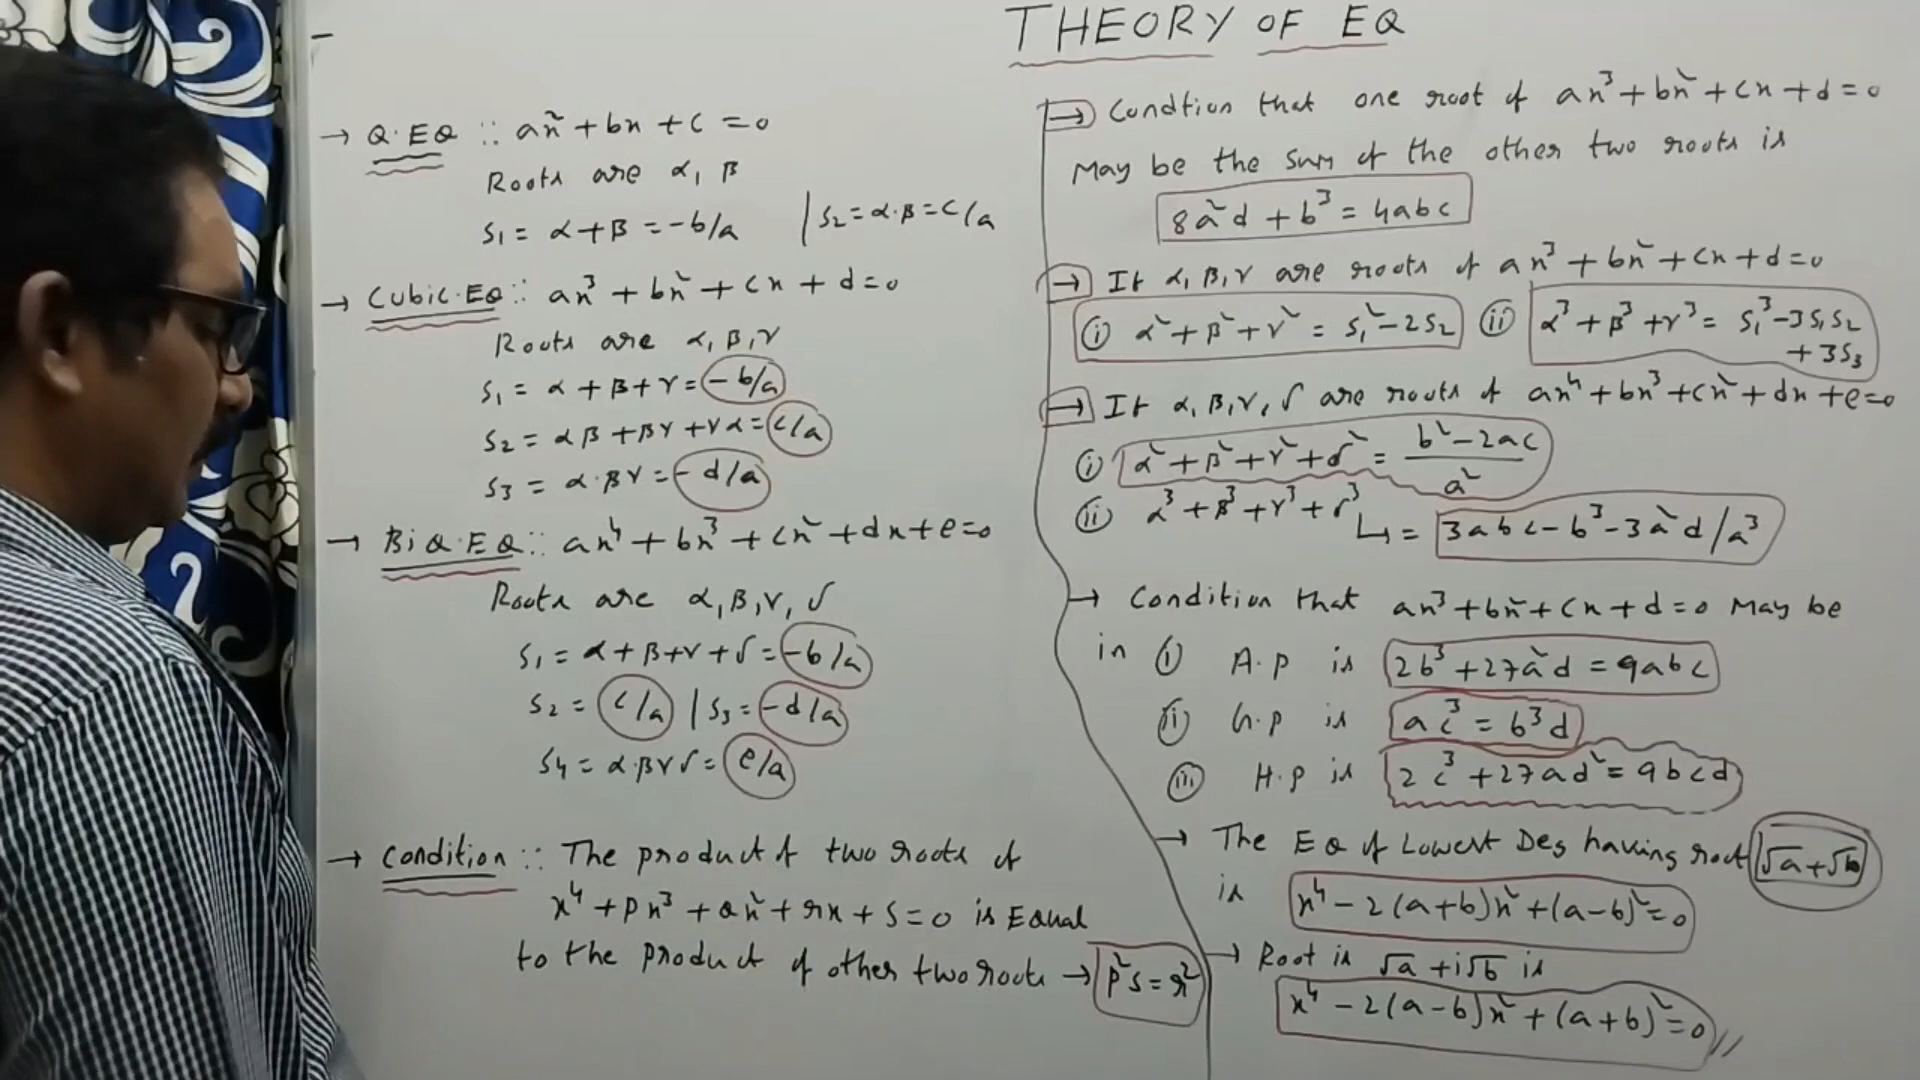 THEORY OF EQ
→ Q.EQ :: ax² + bx + c = 0
Roots are α, β
S₁ = α + β = -b/a | S₂ = α·β = c/a
→ Cubic.EQ :: ax³ + bx² + cx + d = 0
Roots are α, β, γ
S₁ = α + β + γ = -b/a
S₂ = αβ + βγ + γα = c/a
S₃ = α·βγ = -d/a
→ Bi Q.EQ :: ax⁴ + bx³ + cx² + dx + e = 0
Roots are α, β, γ, δ
S₁ = α + β + γ + δ = -b/a
S₂ = c/a | S₃ = -d/a
S₄ = α·βγδ = e/a
→ Condition :: The product of two roots of
x⁴ + px³ + qx² + rx + s = 0 is Equal
to the product of other two roots → p²s = r²
→ Condtion that one root of ax³ + bx² + cx + d = 0
May be the sum of the other two roots is
8a²d + b³ = 4abc
→ If α, β, γ are roots of ax³ + bx² + cx + d = 0
(i) α² + β² + γ² = S₁² - 2S₂ (ii) α³ + β³ + γ³ = S₁³ - 3S₁S₂
+ 3S₃
→ If α, β, γ, δ are roots of ax⁴ + bx³ + cx² + dx + e = 0
(i) α² + β² + γ² + δ² = b² - 2ac / a²
(ii) α³ + β³ + γ³ + δ³
↳ = 3abc - b³ - 3a²d / a³
→ Condition that ax³ + bx² + cx + d = 0 May be
in (i) A.P is 2b³ + 27a²d = 9abc
(ii) G.P is ac³ = b³d
(iii) H.P is 2c³ + 27ad² = 9bcd
→ The EQ of Lowest Deg having root √a + √b
is x⁴ - 2(a+b)x² + (a-b)² = 0
→ Root is √a + i√b is
x⁴ - 2(a-b)x² + (a+b)² = 0 //